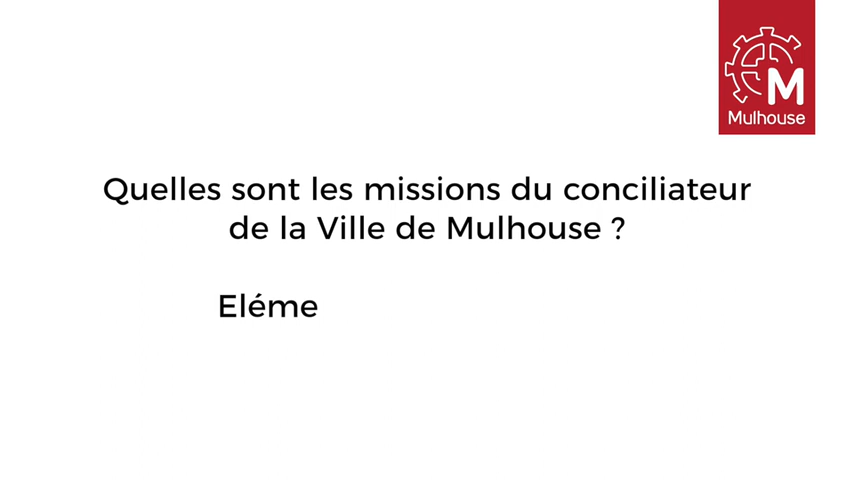 M
Mulhouse
Quelles sont les missions du conciliateur
de la Ville de Mulhouse ?
Eléme